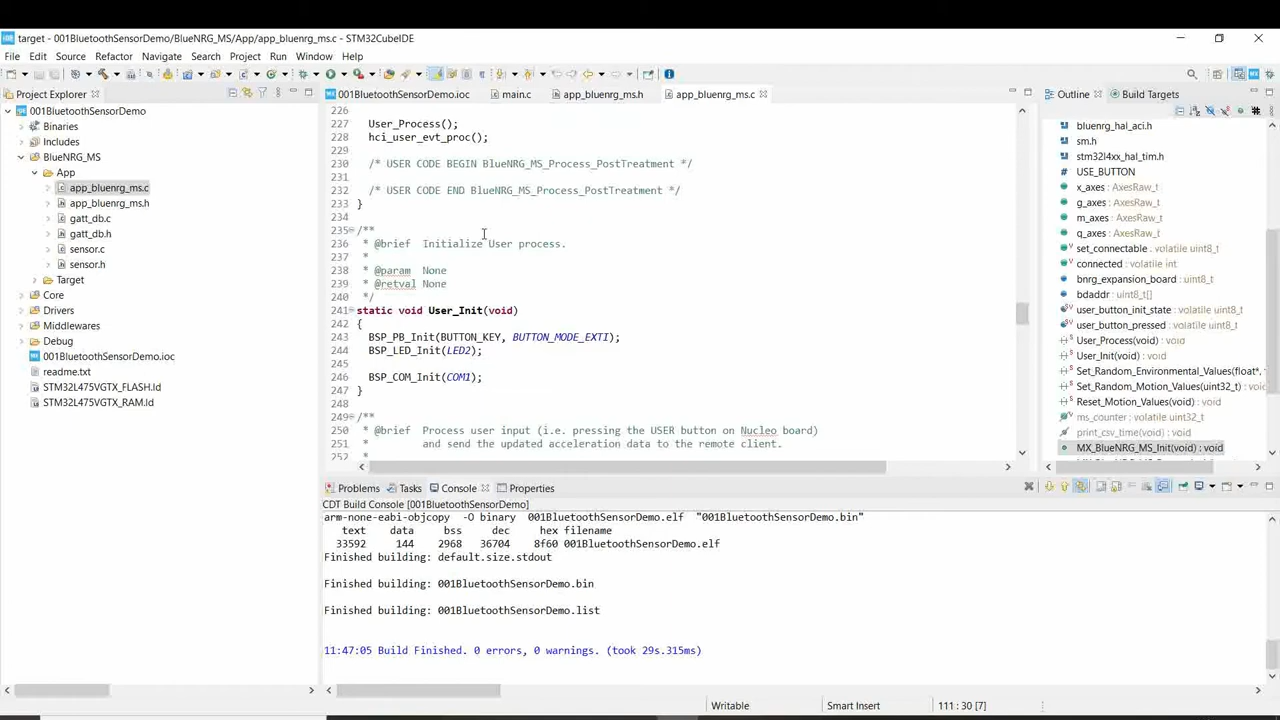 target - 001BluetoothSensorDemo/BlueNRG_MS/App/app_bluenrg_ms.c - STM32CubeIDE
File Edit Source Refactor Navigate Search Project Run Window Help
Project Explorer
001BluetoothSensorDemo
Binaries
Includes
BlueNRG_MS
App
app_bluenrg_ms.c
app_bluenrg_ms.h
gatt_db.c
gatt_db.h
sensor.c
sensor.h
Target
Core
Drivers
Middlewares
Debug
001BluetoothSensorDemo.ioc
readme.txt
STM32L475VGTX_FLASH.ld
STM32L475VGTX_RAM.ld
001BluetoothSensorDemo.ioc main.c app_bluenrg_ms.h app_bluenrg_ms.c
226
227 User_Process();
228 hci_user_evt_proc();
229
230 /* USER CODE BEGIN BlueNRG_MS_Process_PostTreatment */
231
232 /* USER CODE END BlueNRG_MS_Process_PostTreatment */
233 }
234
235 /**
236 * @brief Initialize User process.
237 *
238 * @param None
239 * @retval None
240 */
241 static void User_Init(void)
242 {
243 BSP_PB_Init(BUTTON_KEY, BUTTON_MODE_EXTI);
244 BSP_LED_Init(LED2);
245
246 BSP_COM_Init(COM1);
247 }
248
249 /**
250 * @brief Process user input (i.e. pressing the USER button on Nucleo board)
251 * and send the updated acceleration data to the remote client.
252 *
Outline Build Targets
bluenrg_hal_aci.h
sm.h
stm32l4xx_hal_tim.h
USE_BUTTON
x_axes : AxesRaw_t
g_axes : AxesRaw_t
m_axes : AxesRaw_t
q_axes : AxesRaw_t
set_connectable : volatile uint8_t
connected : volatile int
bnrg_expansion_board : uint8_t
bdaddr : uint8_t[]
user_button_init_state : uint8_t
user_button_pressed : uint8_t
User_Process(void) : void
User_Init(void) : void
Set_Random_Environmental_Values(float*,
Set_Random_Motion_Values(uint32_t) : vo
Reset_Motion_Values(void) : void
ms_counter : volatile uint32_t
print_csv_time(void) : void
MX_BlueNRG_MS_Init(void) : void
Problems Tasks Console Properties
CDT Build Console [001BluetoothSensorDemo]
arm-none-eabi-objcopy -O binary 001BluetoothSensorDemo.elf "001BluetoothSensorDemo.bin"
text data bss dec hex filename
33592 144 2968 36704 8f60 001BluetoothSensorDemo.elf
Finished building: default.size.stdout
Finished building: 001BluetoothSensorDemo.bin
Finished building: 001BluetoothSensorDemo.list
11:47:05 Build Finished. 0 errors, 0 warnings. (took 29s.315ms)
Writable Smart Insert 111 : 30 [7]